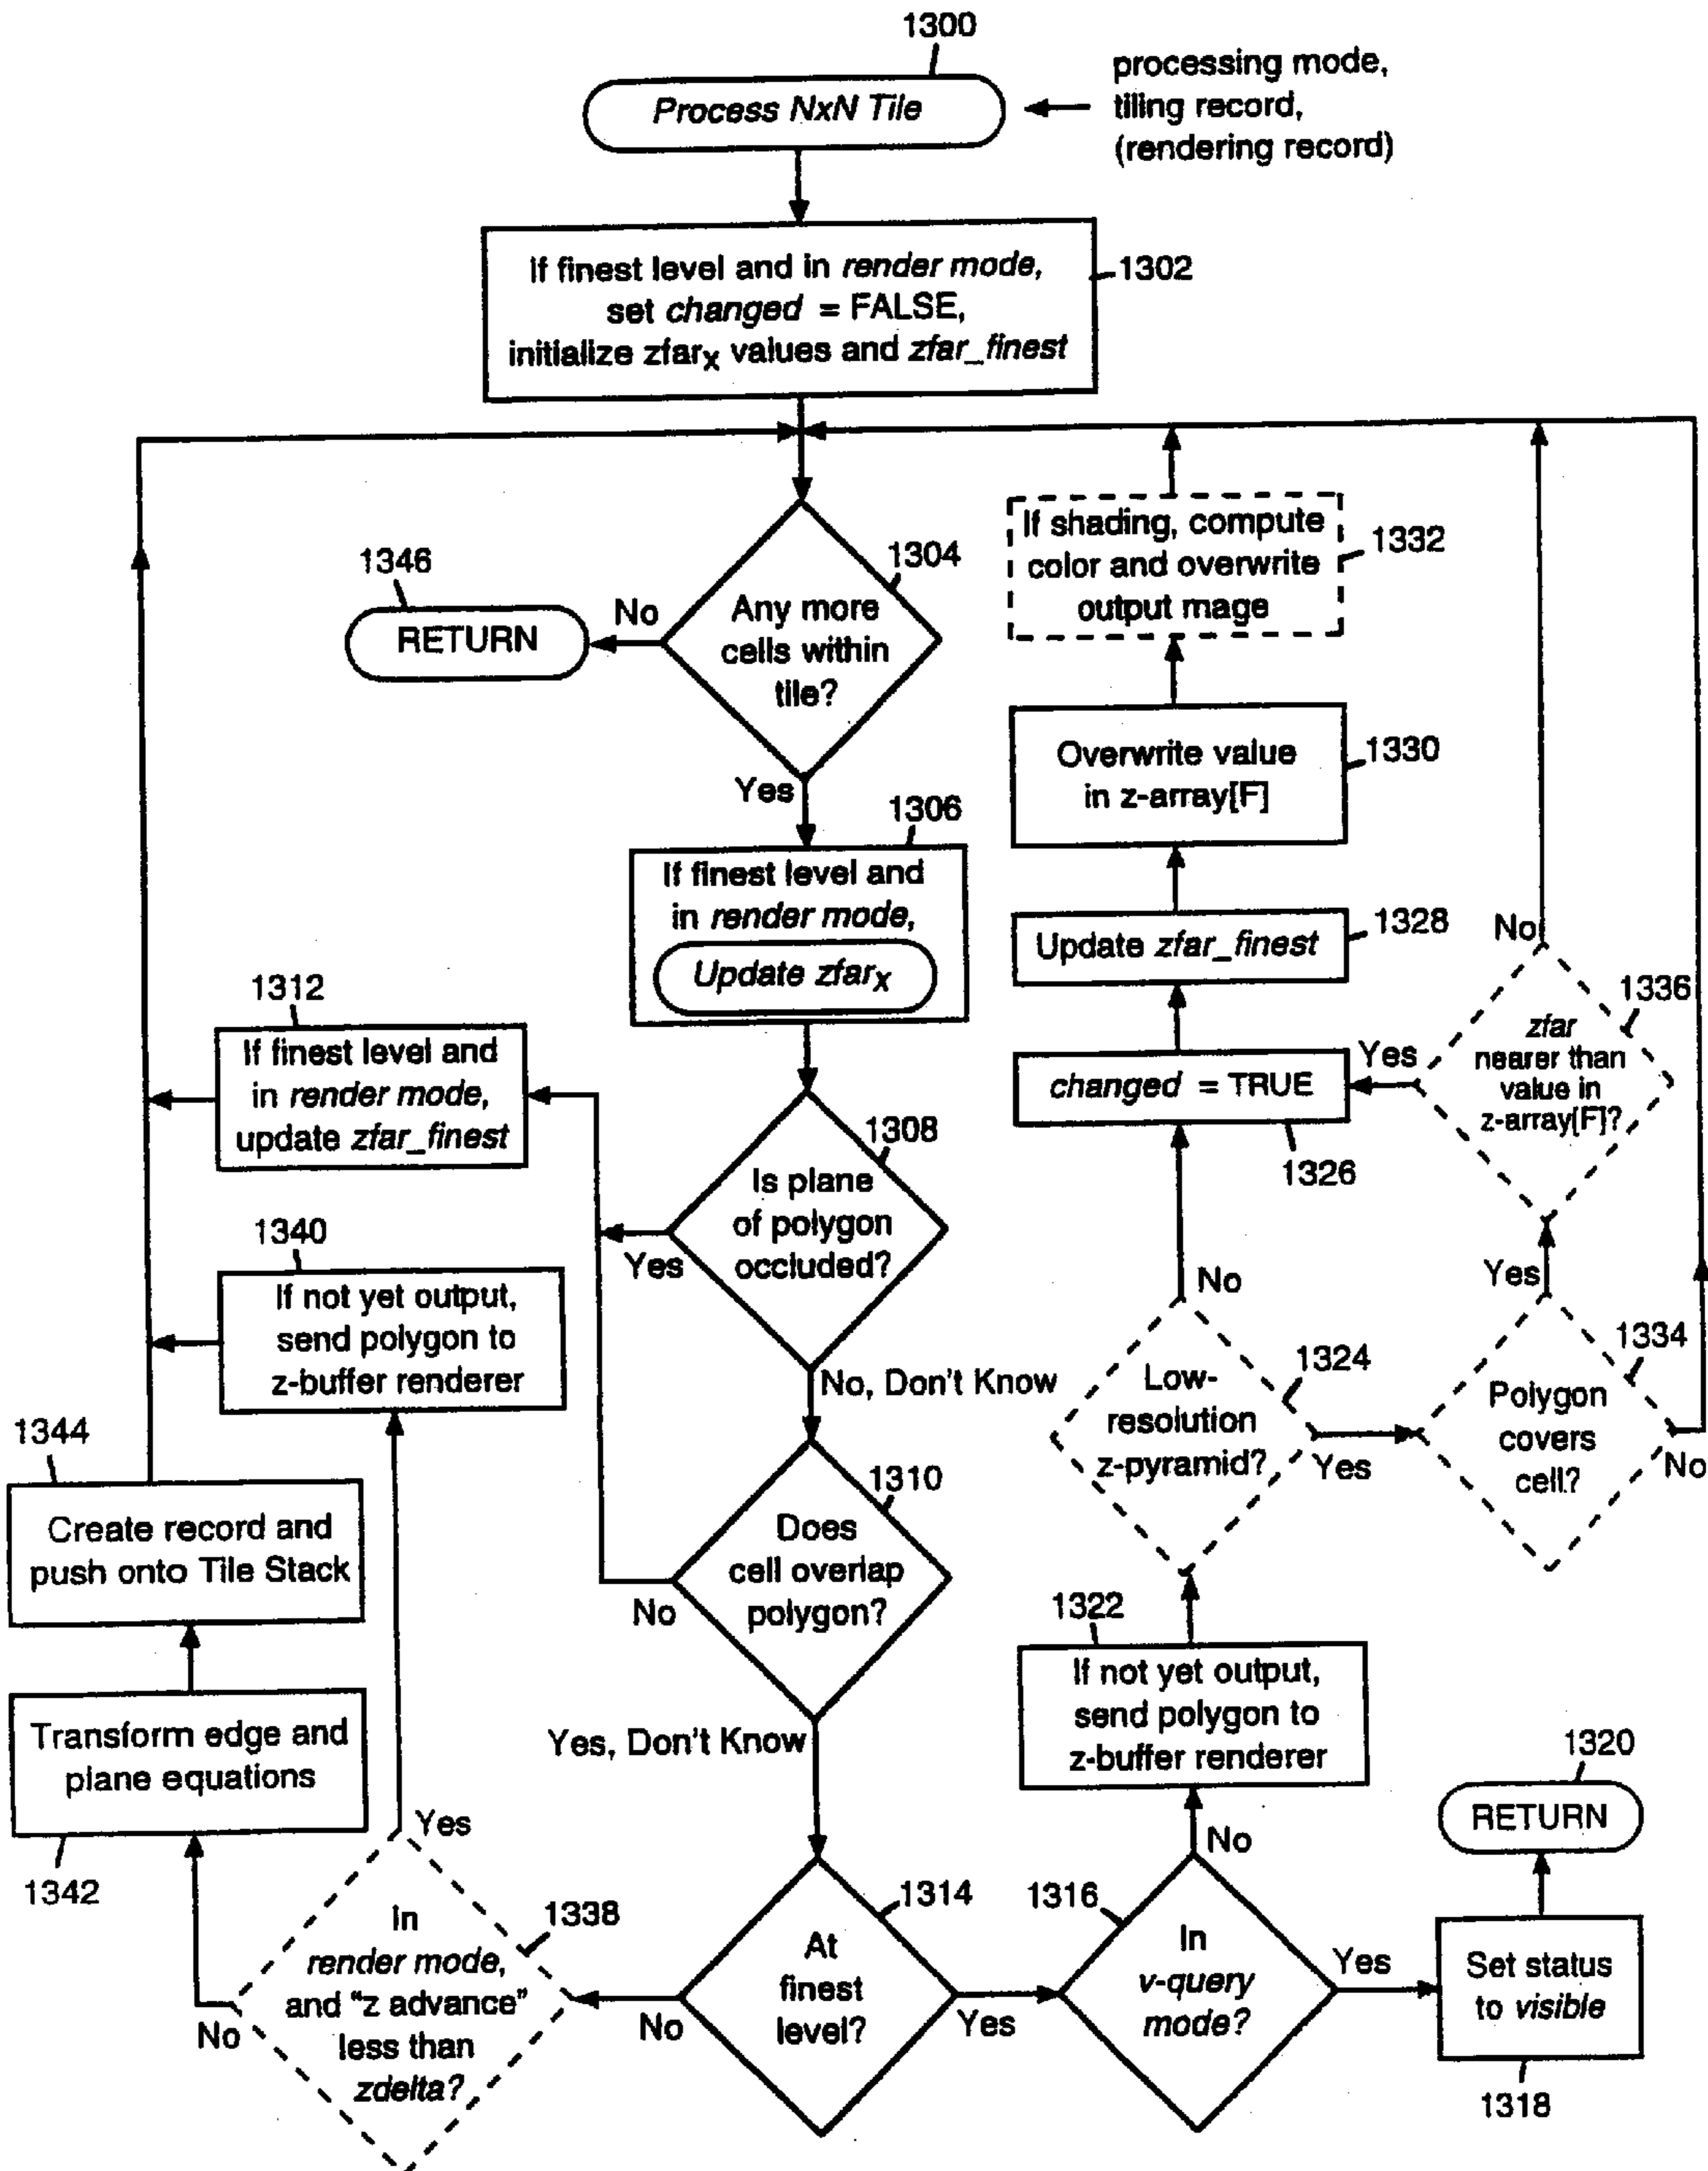 1300
Process NxN Tile
processing mode,
tiling record,
(rendering record)
If finest level and in render mode,
set changed = FALSE,
initialize zfarx values and zfar_finest
1302
1304
Any more
cells within
tile?
No
1346
RETURN
Yes
1306
If finest level and
in render mode,
Update zfarx
1308
Is plane
of polygon
occluded?
Yes
1312
If finest level and
in render mode,
update zfar_finest
No, Don't Know
1310
Does
cell overlap
polygon?
No
Yes, Don't Know
1314
At
finest
level?
No
Yes
1338
In
render mode,
and "z advance"
less than
zdelta?
Yes
No
1340
If not yet output,
send polygon to
z-buffer renderer
1342
Transform edge and
plane equations
1344
Create record and
push onto Tile Stack
1316
In
v-query
mode?
Yes
No
1318
Set status
to visible
1320
RETURN
1322
If not yet output,
send polygon to
z-buffer renderer
1324
Low-
resolution
z-pyramid?
No
Yes
1334
Polygon
covers
cell?
No
Yes
1336
zfar
nearer than
value in
z-array[F]?
No
Yes
changed = TRUE
1326
Update zfar_finest
1328
Overwrite value
in z-array[F]
1330
If shading, compute
color and overwrite
output mage
1332